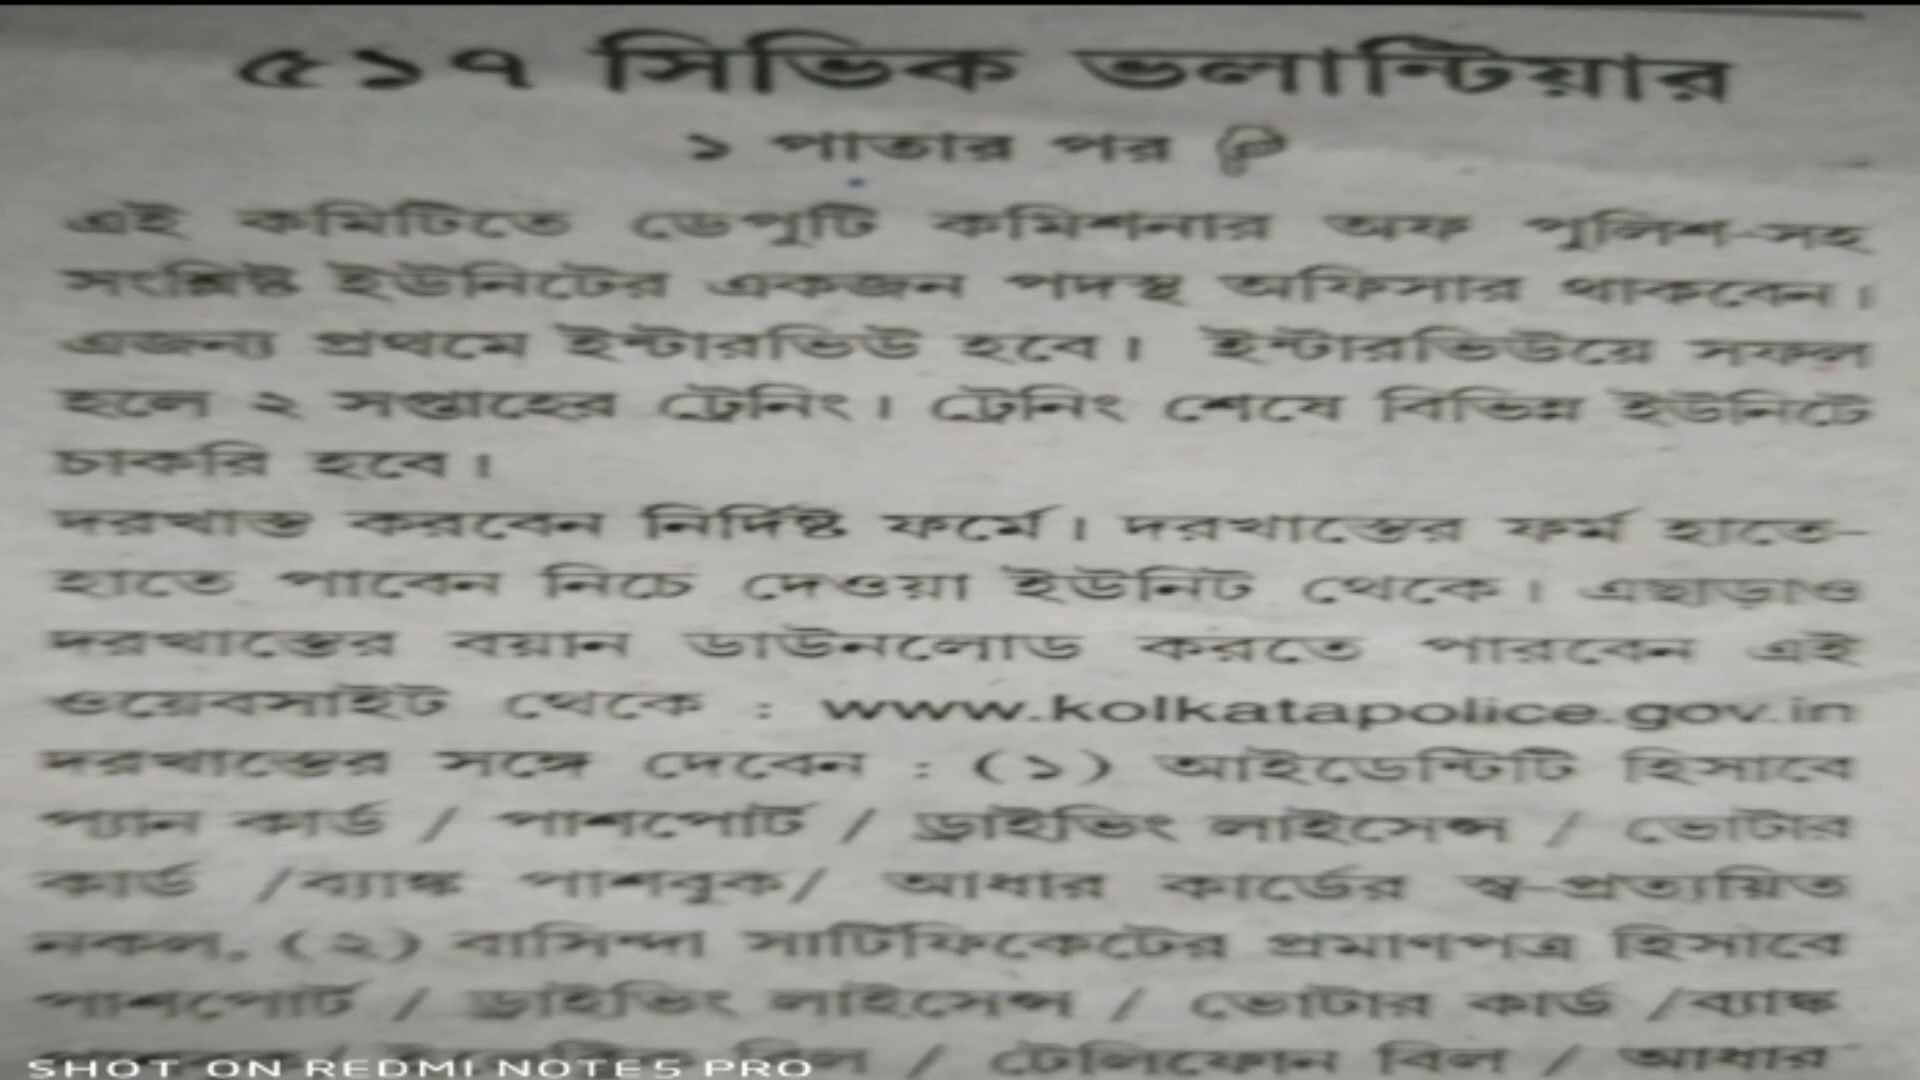 ৫১৭ সিভিক ভলান্টিয়ার
১ পাতার পর
এই কমিটিতে ডেপুটি কমিশনার অফ পুলিশ-সহ
সংশ্লিষ্ট ইউনিটের একজন পদস্থ অফিসার থাকবেন।
এজন্য প্রথমে ইন্টারভিউ হবে। ইন্টারভিউয়ে সফল
হলে ২ সপ্তাহের ট্রেনিং। ট্রেনিং শেষে বিভিন্ন ইউনিটে
চাকরি হবে।
দরখাস্ত করবেন নির্দিষ্ট ফর্মে। দরখাস্তের ফর্ম হাতে-
হাতে পাবেন নিচে দেওয়া ইউনিট থেকে। এছাড়াও
দরখাস্তের বয়ান ডাউনলোড করতে পারবেন এই
ওয়েবসাইট থেকে : www.kolkatapolice.gov.in
দরখাস্তের সঙ্গে দেবেন : (১) আইডেন্টিটি হিসাবে
প্যান কার্ড / পাশপোর্ট / ড্রাইভিং লাইসেন্স / ভোটার
কার্ড /ব্যাঙ্ক পাশবুক/ আধার কার্ডের স্ব-প্রত্যয়িত
নকল, (২) বাসিন্দা সার্টিফিকেটের প্রমাণপত্র হিসাবে
পাশপোর্ট / ড্রাইভিং লাইসেন্স / ভোটার কার্ড /ব্যাঙ্ক
বিল / টেলিফোন বিল / আধার
SHOT ON REDMI NOTE5 PRO